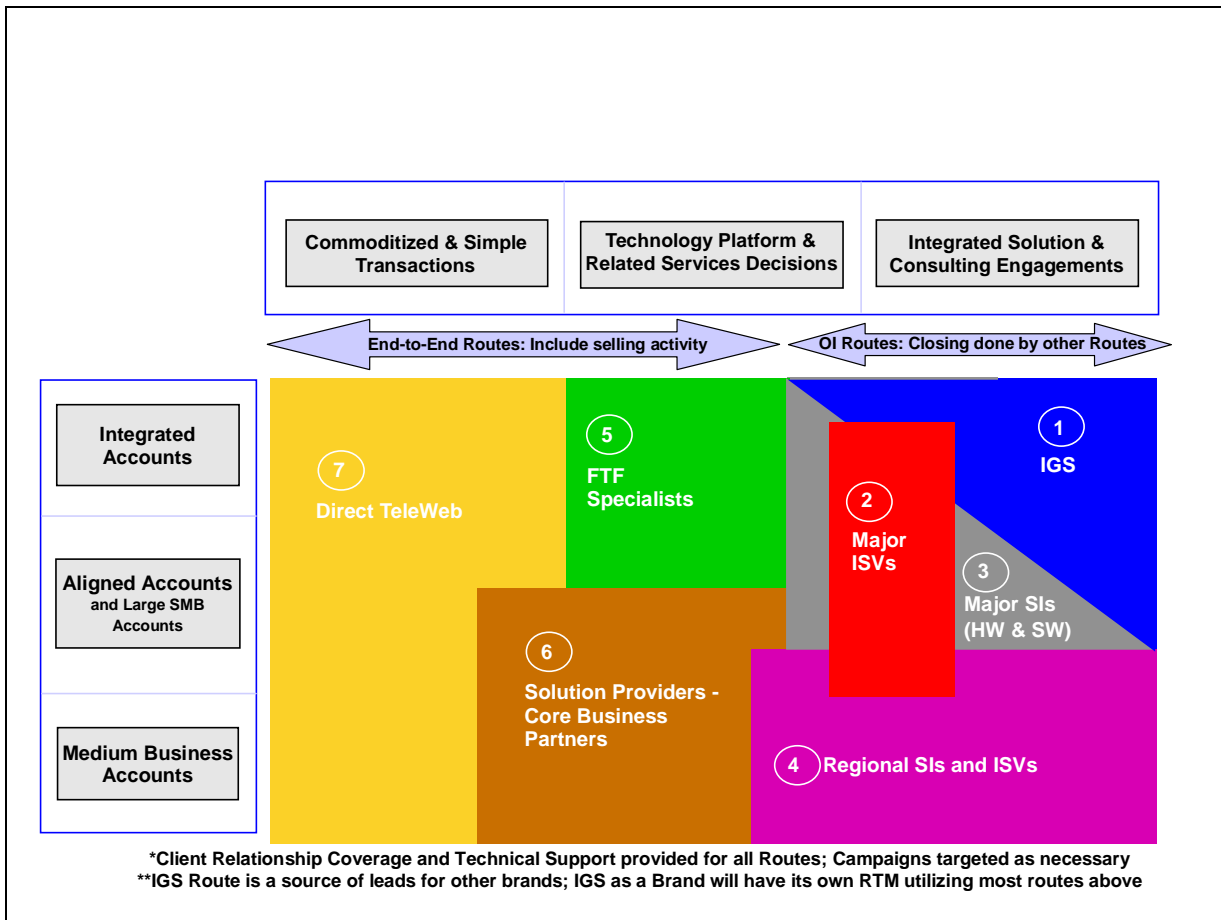 Commoditized & Simple
Transactions
Technology Platform &
Related Services Decisions
Integrated Solution &
Consulting Engagements
End-to-End Routes: Include selling activity
OI Routes: Closing done by other Routes
Integrated
Accounts
Aligned Accounts
and Large SMB
Accounts
Medium Business
Accounts
7
Direct TeleWeb
5
FTF
Specialists
1
IGS
2
Major
ISVs
3
Major SIs
(HW & SW)
6
Solution Providers -
Core Business
Partners
4
Regional SIs and ISVs
*Client Relationship Coverage and Technical Support provided for all Routes; Campaigns targeted as necessary
**IGS Route is a source of leads for other brands; IGS as a Brand will have its own RTM utilizing most routes above